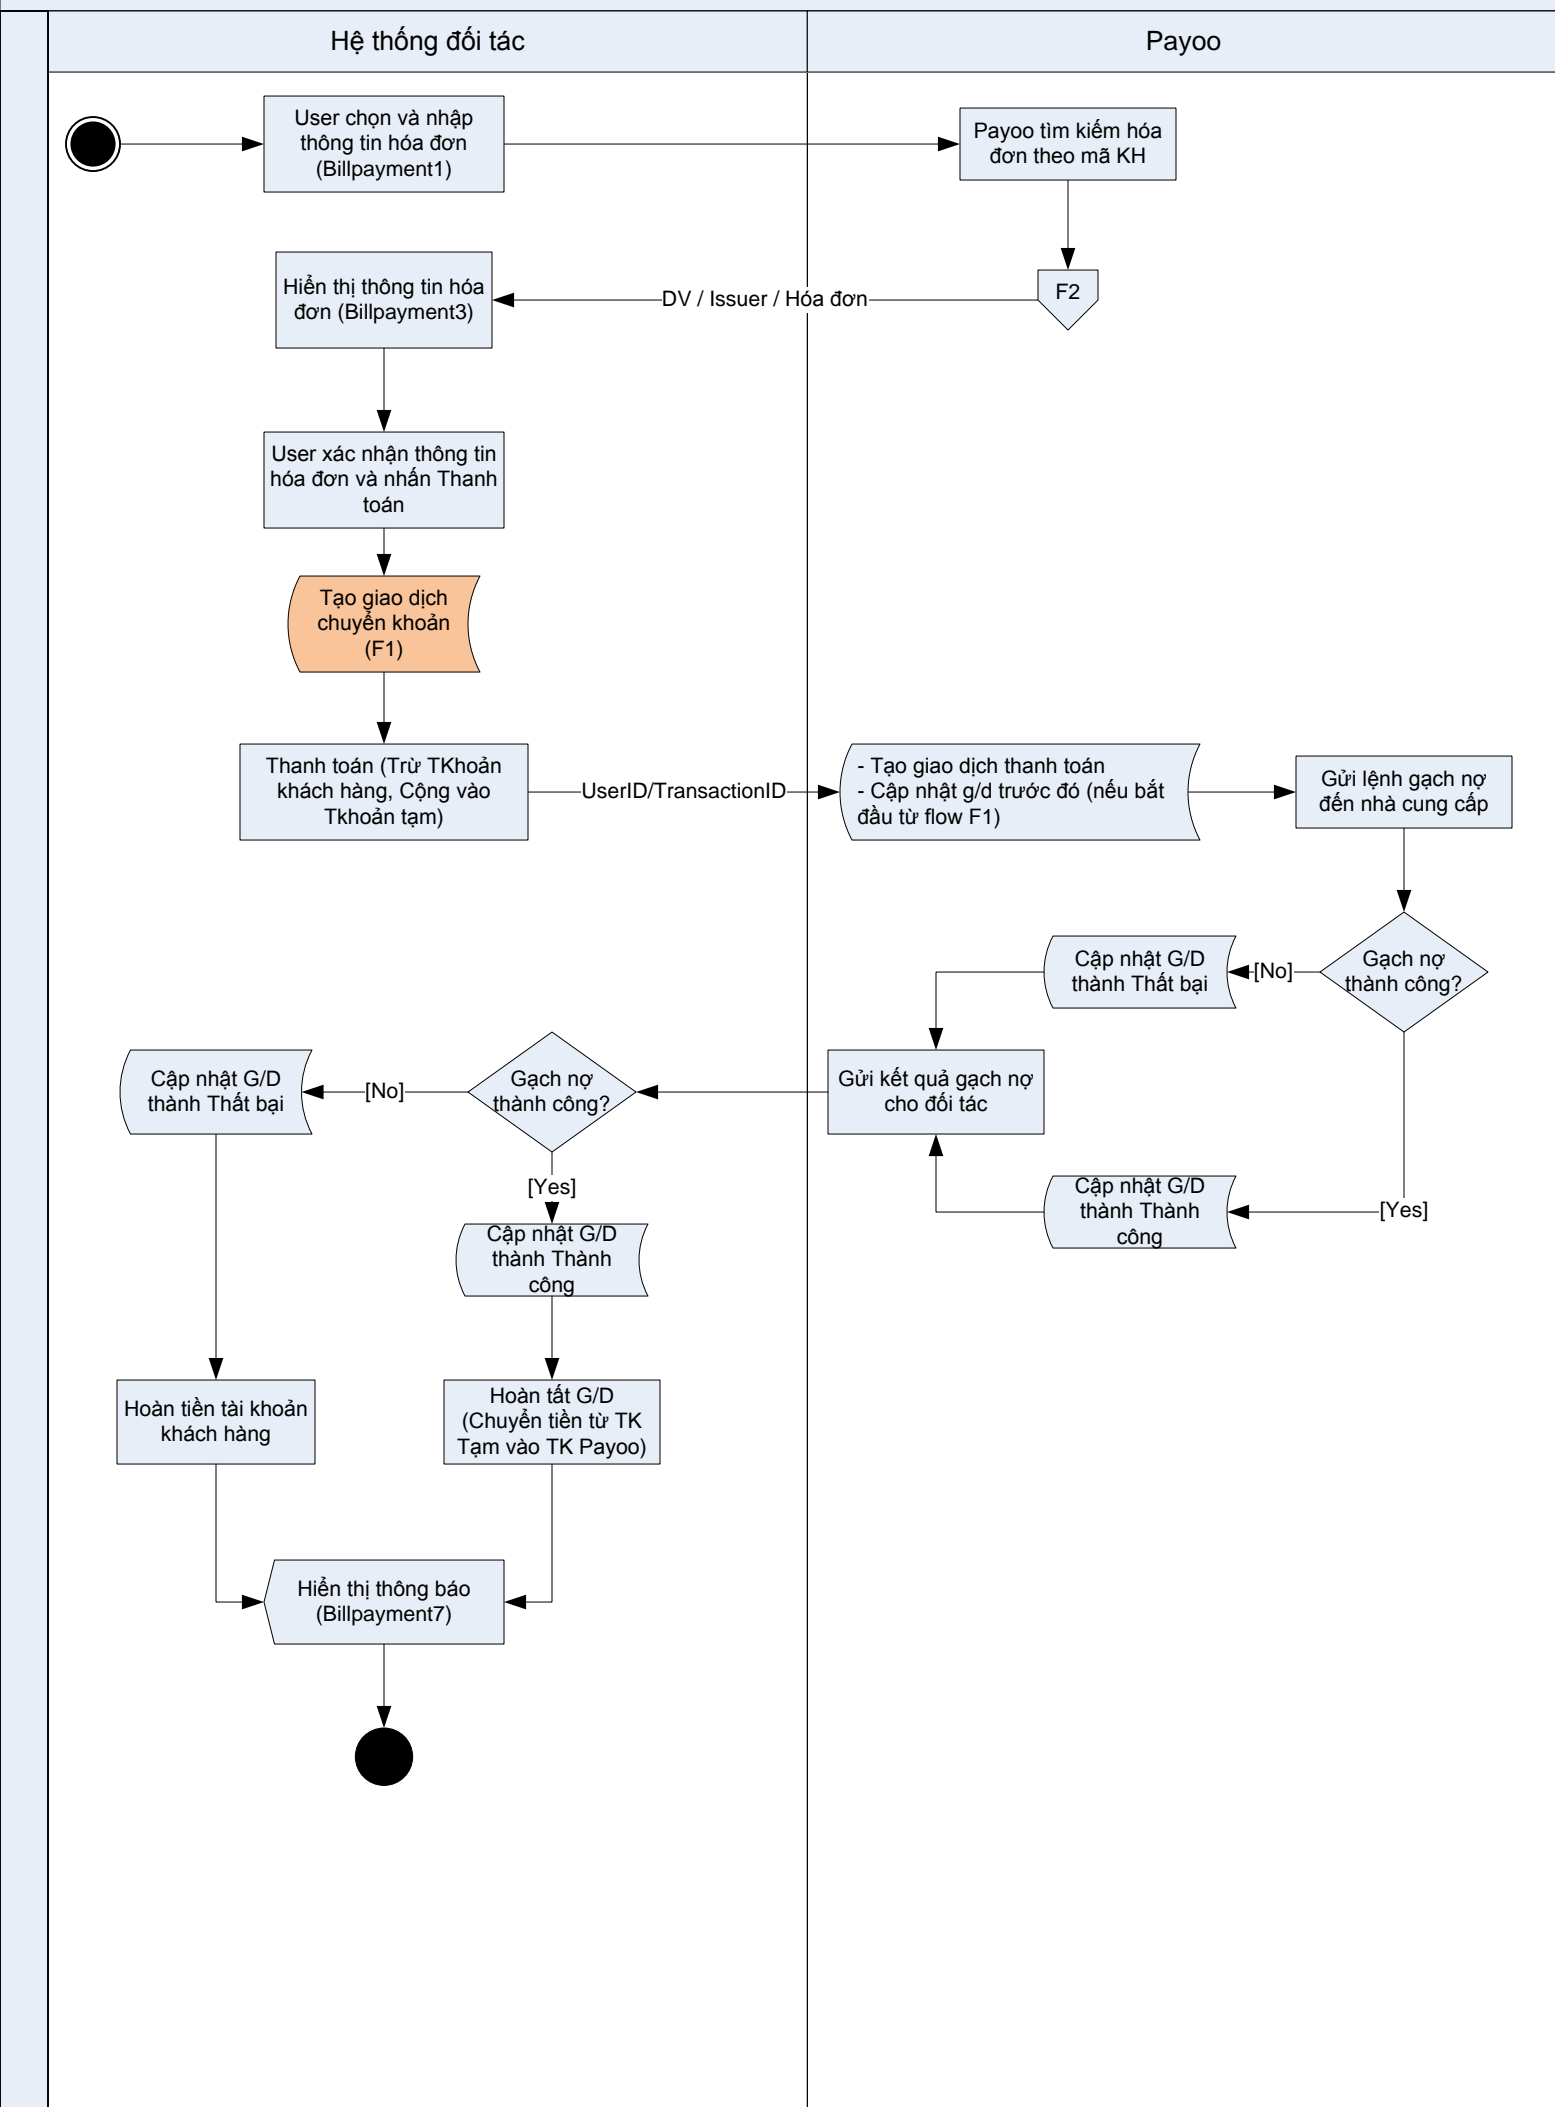 Hệ thống đối tác
Payoo
User chọn và nhập
thông tin hóa đơn
(Billpayment1)
Payoo tìm kiếm hóa
đơn theo mã KH
Hiển thị thông tin hóa
đơn (Billpayment3)
DV / Issuer / Hóa đơn
F2
User xác nhận thông tin
hóa đơn và nhấn Thanh
toán
Tạo giao dịch
chuyển khoản
(F1)
Thanh toán (Trừ TKhoản
khách hàng, Cộng vào
Tkhoản tạm)
UserID/TransactionID
- Tạo giao dịch thanh toán
- Cập nhật g/d trước đó (nếu bắt
đầu từ flow F1)
Gửi lệnh gạch nợ
đến nhà cung cấp
Cập nhật G/D
thành Thất bại
[No]
Gạch nợ
thành công?
Cập nhật G/D
thành Thất bại
[No]
Gạch nợ
thành công?
Gửi kết quả gạch nợ
cho đối tác
[Yes]
Cập nhật G/D
thành Thành
công
[Yes]
Cập nhật G/D
thành Thành
công
Hoàn tiền tài khoản
khách hàng
Hoàn tất G/D
(Chuyển tiền từ TK
Tạm vào TK Payoo)
Hiển thị thông báo
(Billpayment7)